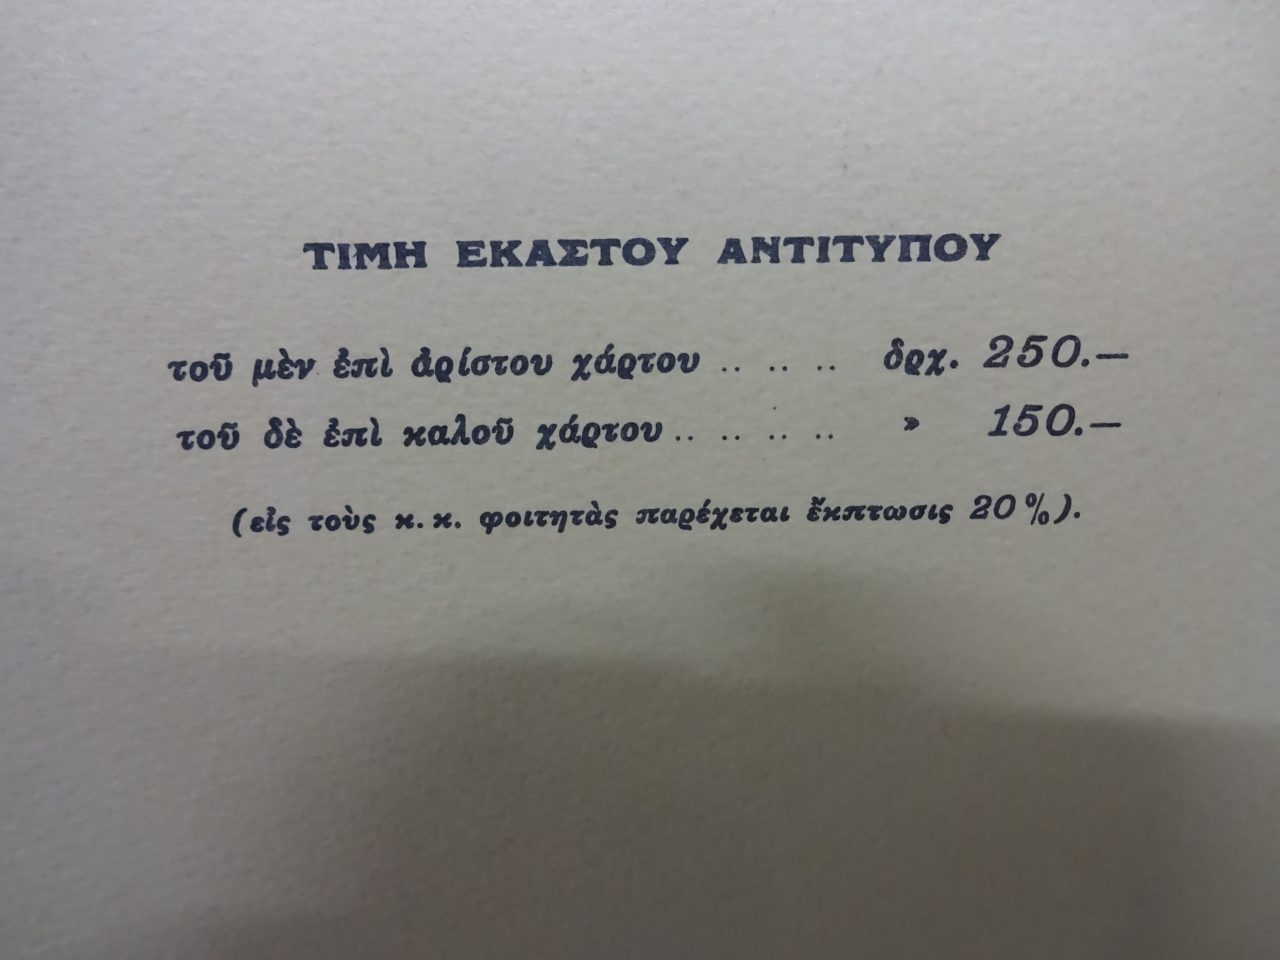 ΤΙΜΗ ΕΚΑΣΤΟΥ ΑΝΤΙΤΥΠΟΥ
τοῦ μὲν ἐπὶ ἀρίστου χάρτου .. .. .. δρχ. 250.—
τοῦ δὲ ἐπὶ καλοῦ χάρτου .. .. .. .. » 150.—
(εἰς τοὺς κ. κ. φοιτητὰς παρέχεται ἔκπτωσις 20 %).